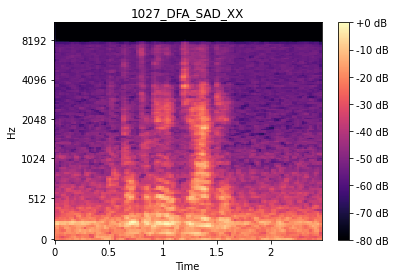 1027_DFA_SAD_XX
8192
4096
2048
1024
512
0
Hz
0
0.5
1
1.5
2
Time
+0 dB
-10 dB
-20 dB
-30 dB
-40 dB
-50 dB
-60 dB
-70 dB
-80 dB